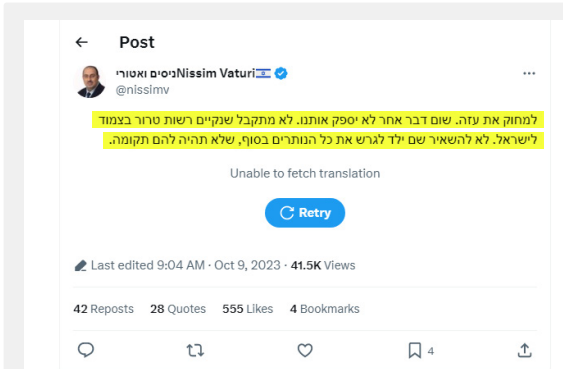 ← Post
ניסים ואטוריNissim Vaturi🇮🇱
@nissimv
למחוק את עזה. שום דבר אחר לא יספק אותנו. לא מתקבל שנקיים רשות טרור בצמוד
לישראל. לא להשאיר שם ילד לגרש את כל הנותרים בסוף, שלא תהיה להם תקומה.
Unable to fetch translation
Retry
Last edited 9:04 AM · Oct 9, 2023 · 41.5K Views
42 Reposts 28 Quotes 555 Likes 4 Bookmarks
4